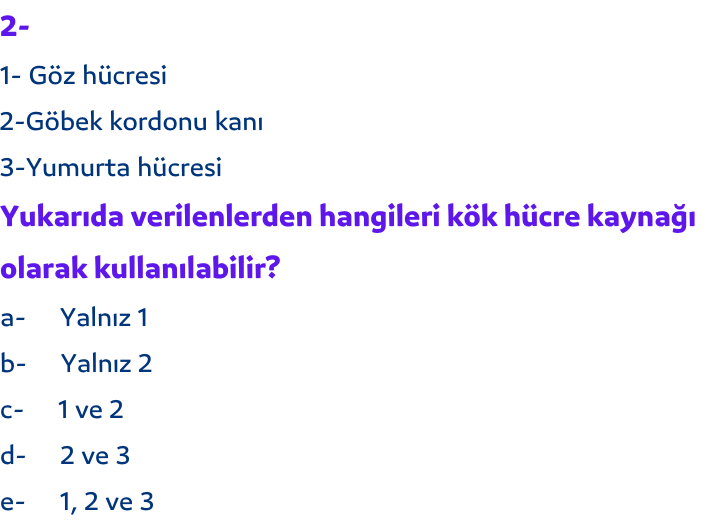 2-
1- Göz hücresi
2-Göbek kordonu kanı
3-Yumurta hücresi
Yukarıda verilenlerden hangileri kök hücre kaynağı
olarak kullanılabilir?
a- Yalnız 1
b- Yalnız 2
c- 1 ve 2
d- 2 ve 3
e- 1, 2 ve 3